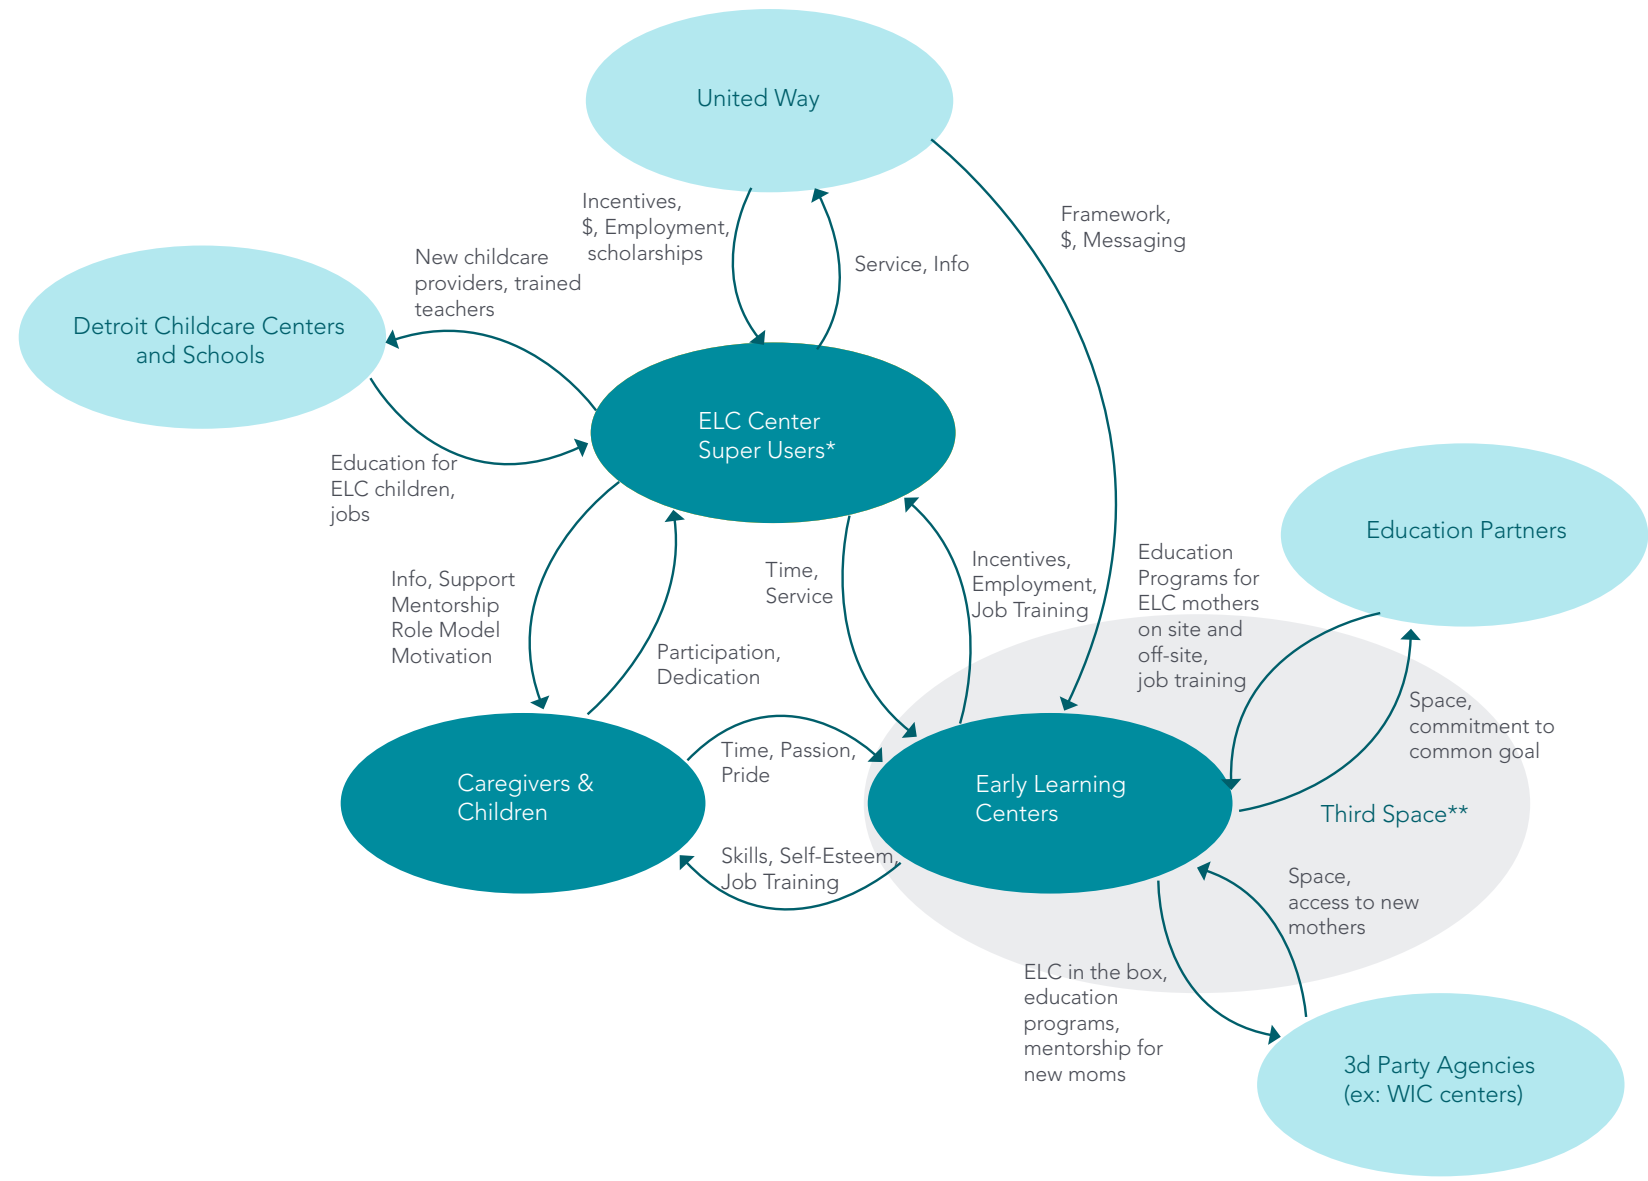 United Way
Incentives,
$, Employment,
scholarships
Service, Info
Framework,
$, Messaging
New childcare
providers, trained
teachers
Detroit Childcare Centers
and Schools
Education for
ELC children,
jobs
ELC Center
Super Users*
Education Partners
Info, Support
Mentorship
Role Model
Motivation
Participation,
Dedication
Time,
Service
Incentives,
Employment,
Job Training
Education
Programs for
ELC mothers
on site and
off-site,
job training
Space,
commitment to
common goal
Time, Passion,
Pride
Caregivers &
Children
Early Learning
Centers
Third Space**
Skills, Self-Esteem,
Job Training
Space,
access to new
mothers
ELC in the box,
education
programs,
mentorship for
new moms
3d Party Agencies
(ex: WIC centers)